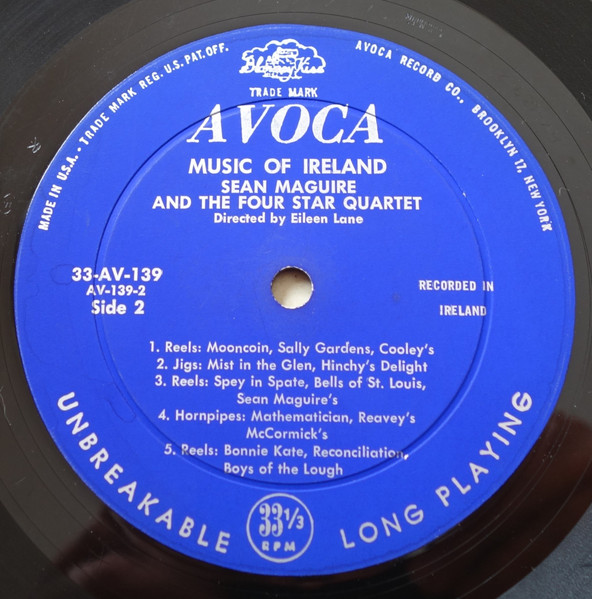 Blarney Kiss
TRADE MARK
MADE IN U.S.A. - TRADE MARK REG. U.S. PAT. OFF.
AVOCA RECORD CO., BROOKLYN 17, NEW YORK
AVOCA
MUSIC OF IRELAND
SEAN MAGUIRE
AND THE FOUR STAR QUARTET
Directed by Eileen Lane
33-AV-139
AV-139-2
Side 2
RECORDED IN
IRELAND
1. Reels: Mooncoin, Sally Gardens, Cooley's
2. Jigs: Mist in the Glen, Hinchy's Delight
3. Reels: Spey in Spate, Bells of St. Louis,
Sean Maguire's
4. Hornpipes: Mathematician, Reavey's
McCormick's
5. Reels: Bonnie Kate, Reconciliation,
Boys of the Lough
UNBREAKABLE
33 1/3
RPM
LONG PLAYING